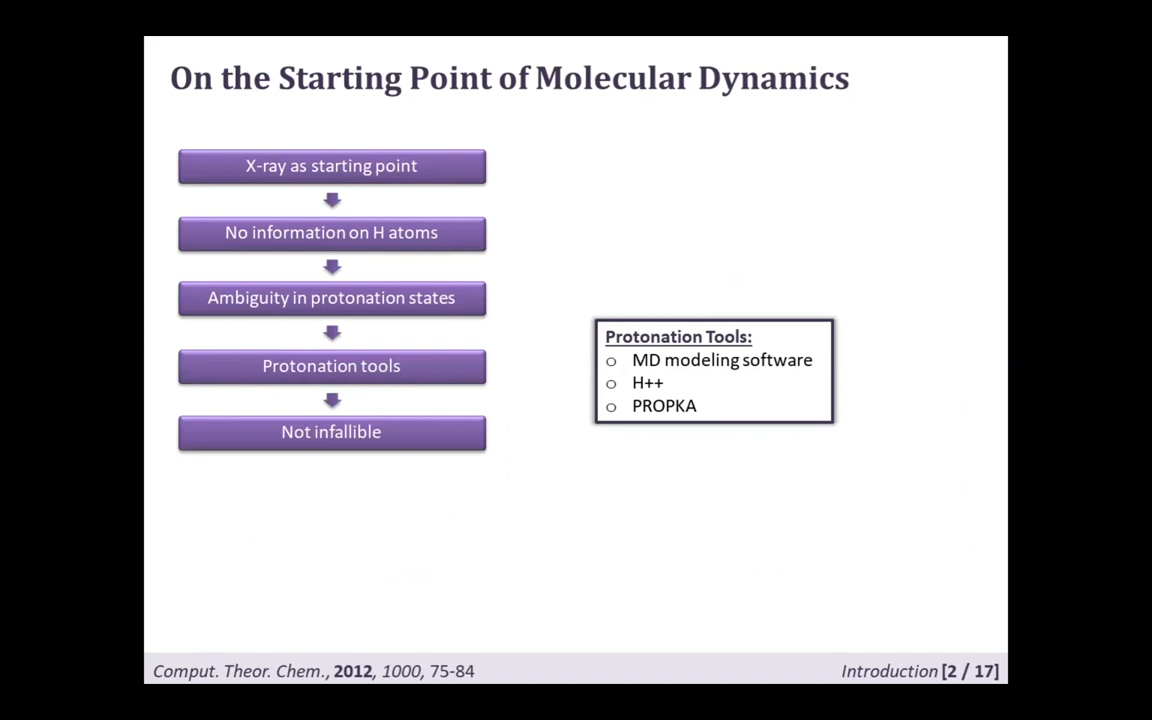 On the Starting Point of Molecular Dynamics
X-ray as starting point
No information on H atoms
Ambiguity in protonation states
Protonation tools
Not infallible
Protonation Tools:
o MD modeling software
o H++
o PROPKA
Comput. Theor. Chem., 2012, 1000, 75-84
Introduction [2 / 17]